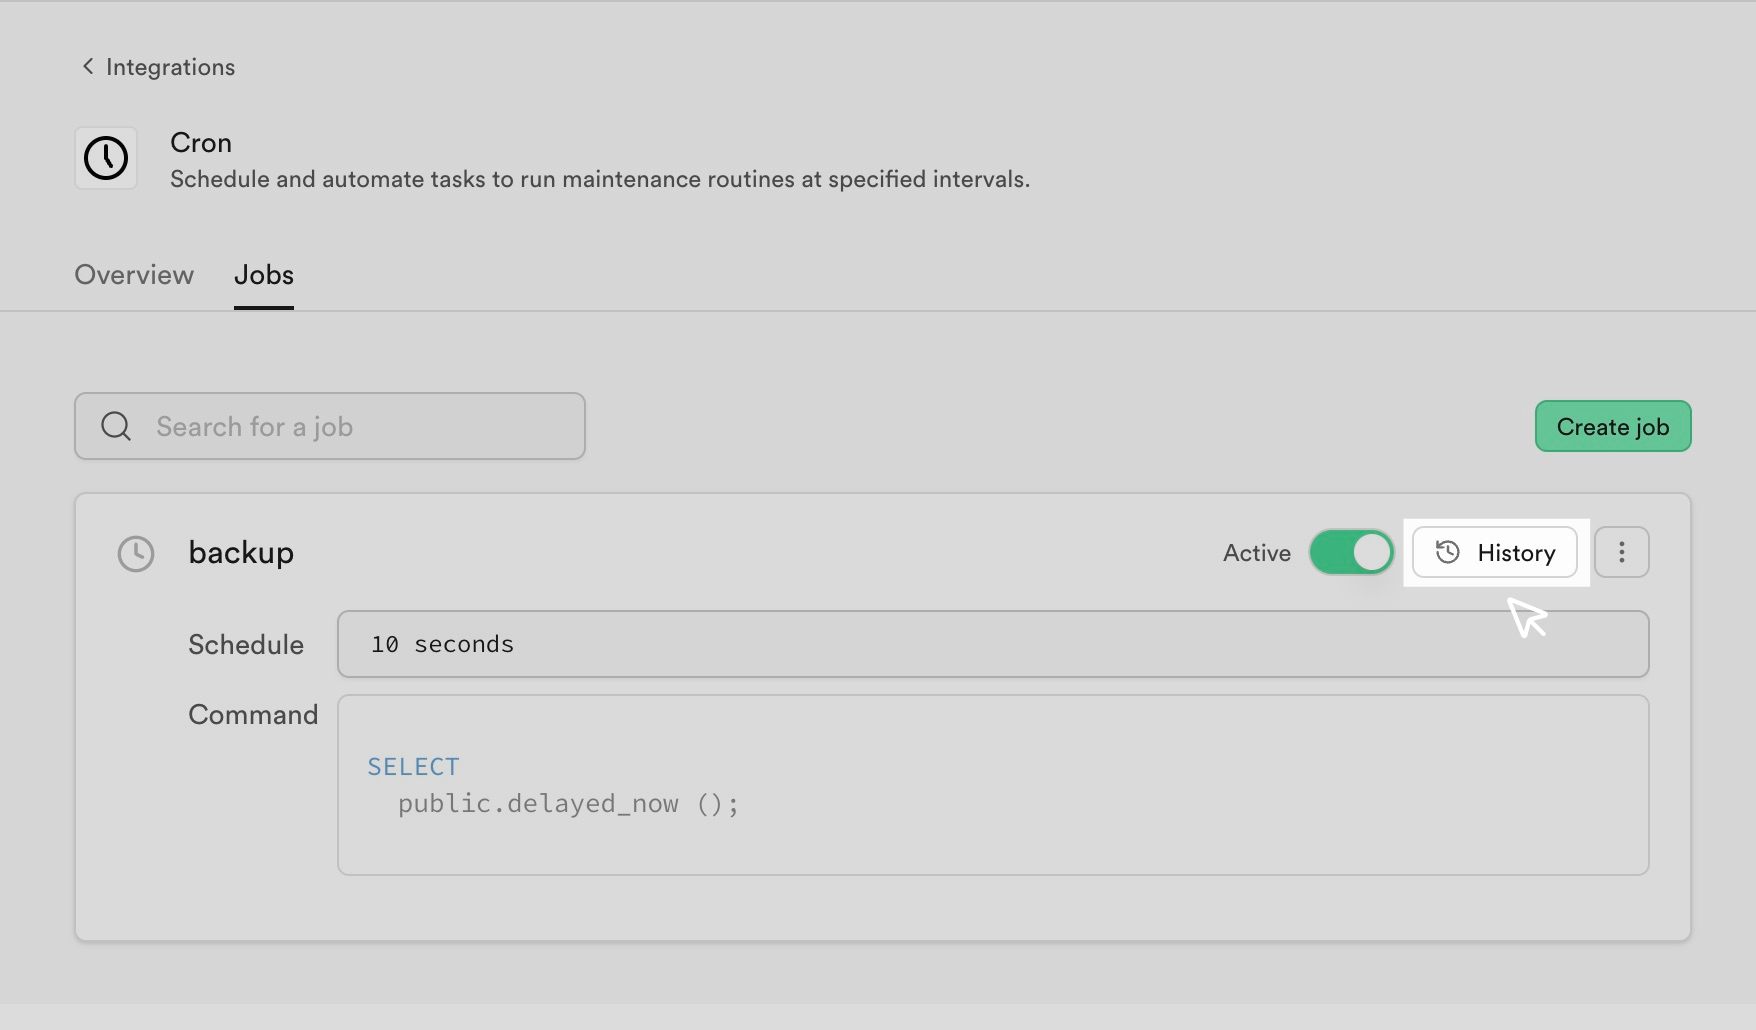 Integrations
Cron
Schedule and automate tasks to run maintenance routines at specified intervals.
Overview Jobs
Search for a job
Create job
backup
Active
History
Schedule
10 seconds
Command
SELECT
public.delayed_now ();